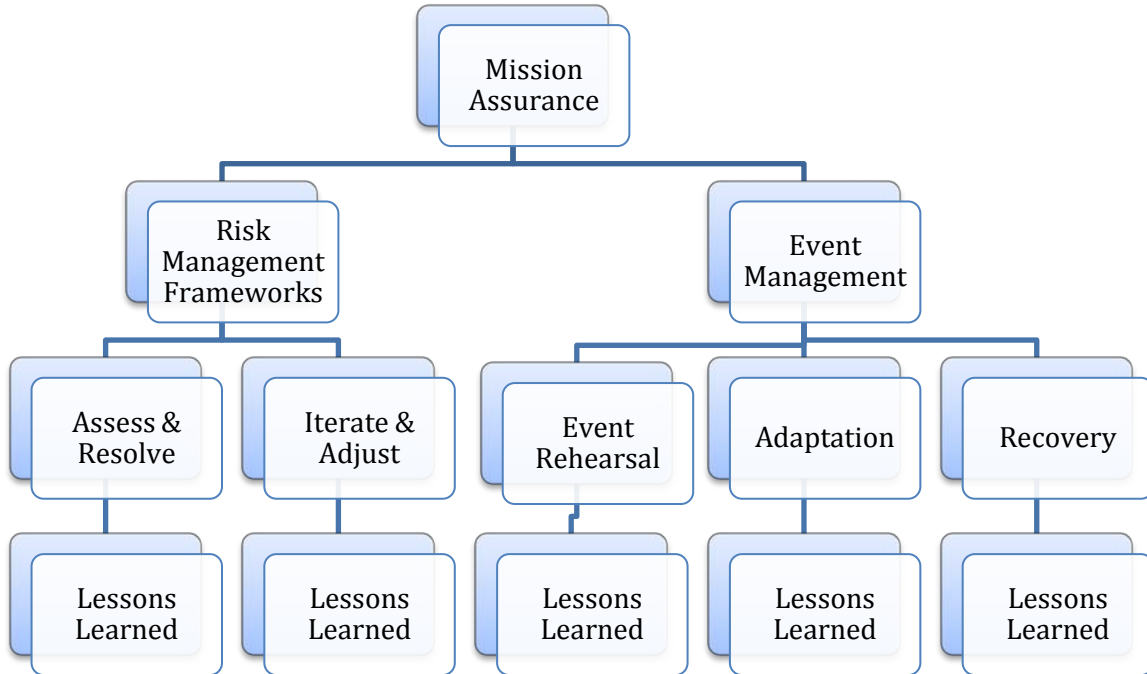 Mission
Assurance
Risk
Management
Frameworks
Event
Management
Assess &
Resolve
Iterate &
Adjust
Event
Rehearsal
Adaptation
Recovery
Lessons
Learned
Lessons
Learned
Lessons
Learned
Lessons
Learned
Lessons
Learned